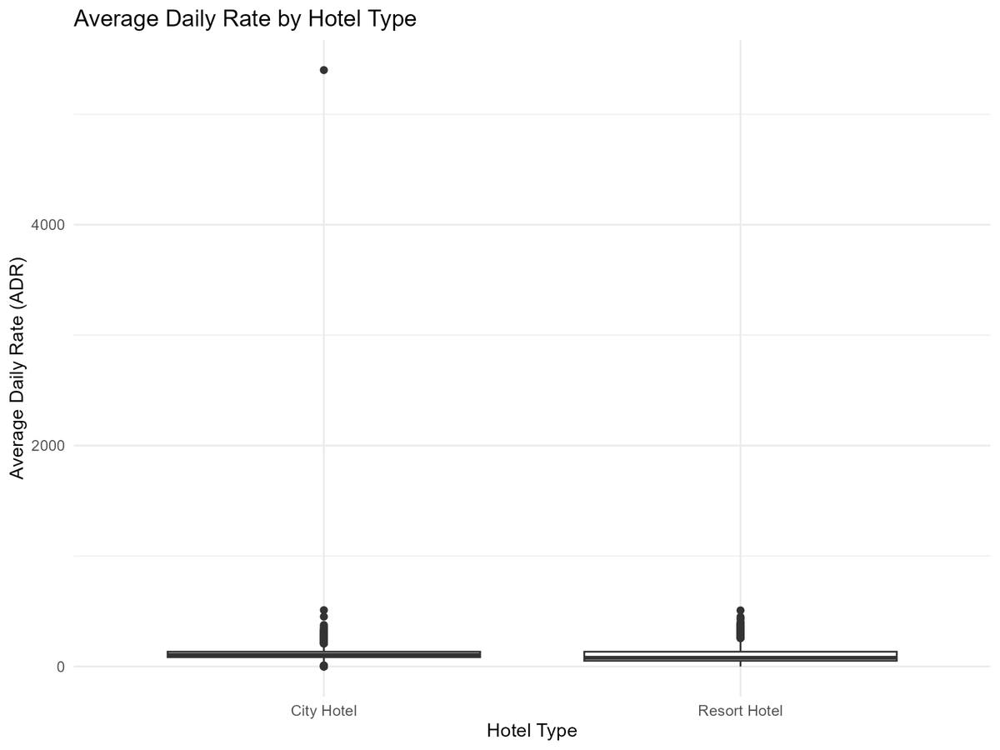 Average Daily Rate by Hotel Type
Average Daily Rate (ADR)
4000
2000
0
City Hotel
Resort Hotel
Hotel Type